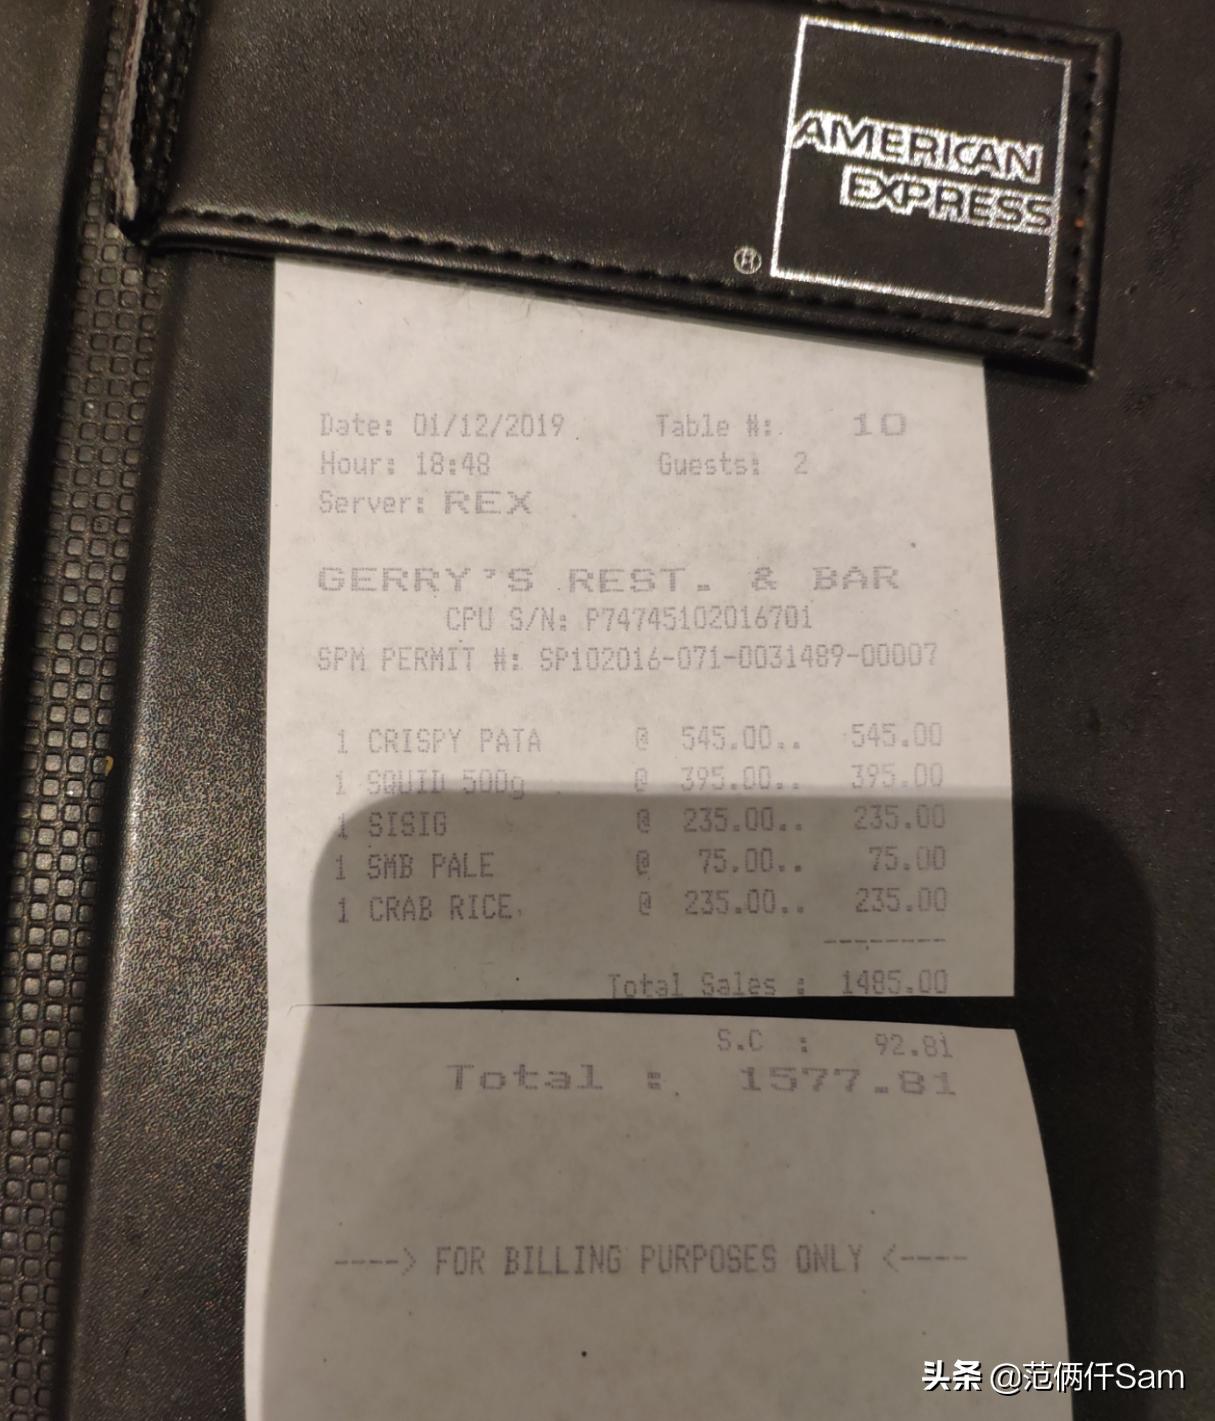 AMERICAN
EXPRESS
®
Date: 01/12/2019 Table #: 10
Hour: 18:48 Guests: 2
Server: REX
GERRY'S REST. & BAR
CPU S/N: P74745102016701
SPM PERMIT #: SP102016-071-0031489-00007
1 CRISPY PATA @ 545.00.. 545.00
1 SQUID 500g @ 395.00.. 395.00
1 SISIG @ 235.00.. 235.00
1 SMB PALE @ 75.00.. 75.00
1 CRAB RICE @ 235.00.. 235.00
--------
Total Sales : 1485.00
S.C : 92.81
Total : 1577.81
----> FOR BILLING PURPOSES ONLY <----
头条 @范俩仟Sam